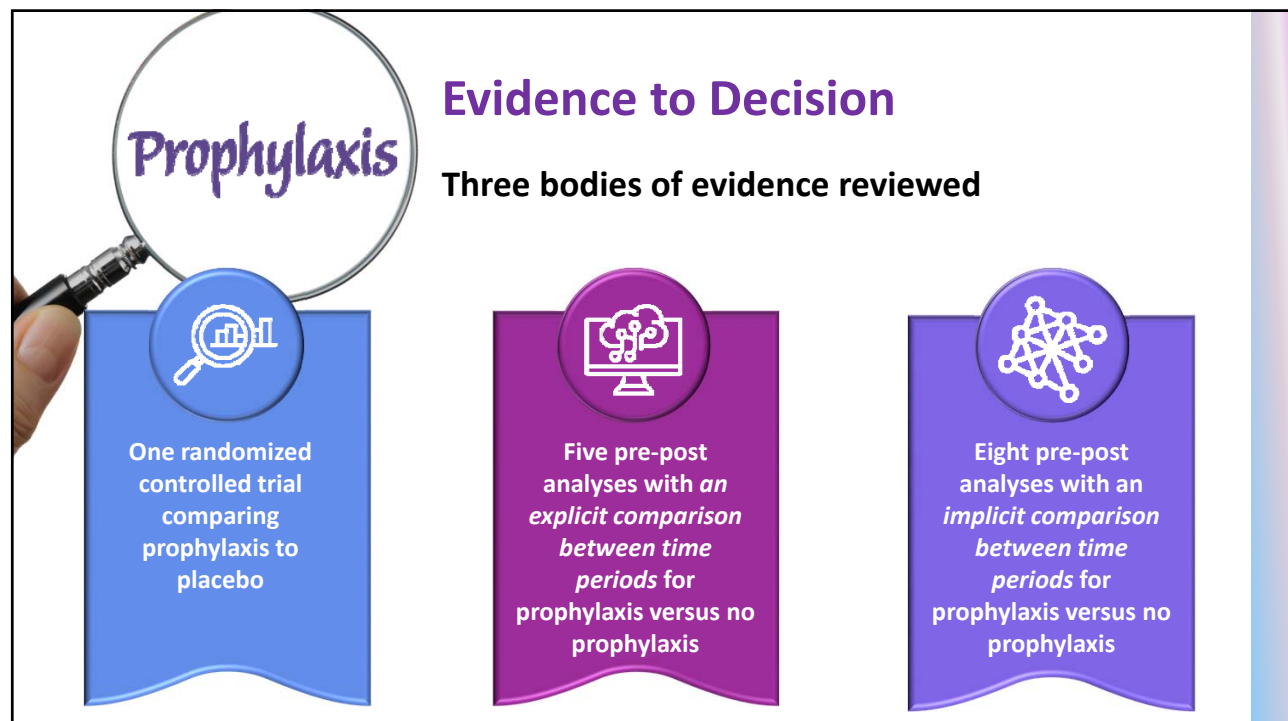 Prophylaxis
Evidence to Decision
Three bodies of evidence reviewed
One randomized
controlled trial
comparing
prophylaxis to
placebo
Five pre-post
analyses with an
explicit comparison
between time
periods for
prophylaxis versus no
prophylaxis
Eight pre-post
analyses with an
implicit comparison
between time
periods for
prophylaxis versus no
prophylaxis